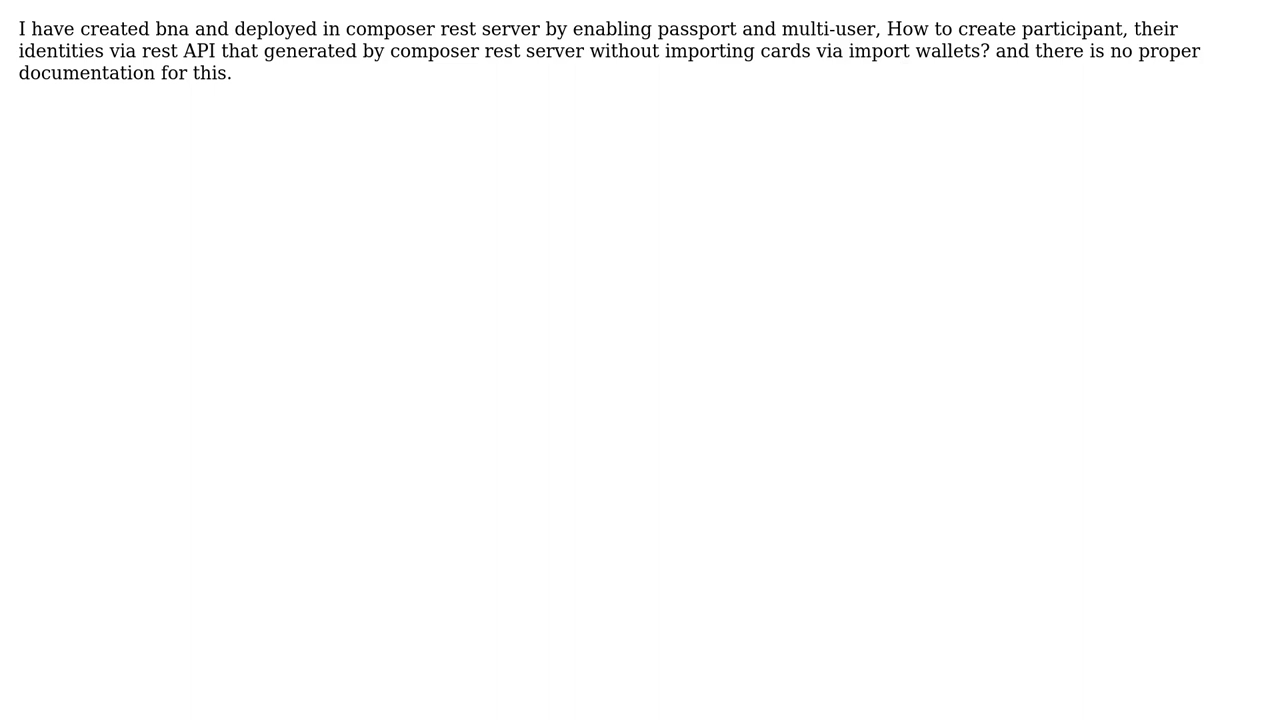 I have created bna and deployed in composer rest server by enabling passport and multi-user, How to create participant, their
identities via rest API that generated by composer rest server without importing cards via import wallets? and there is no proper
documentation for this.